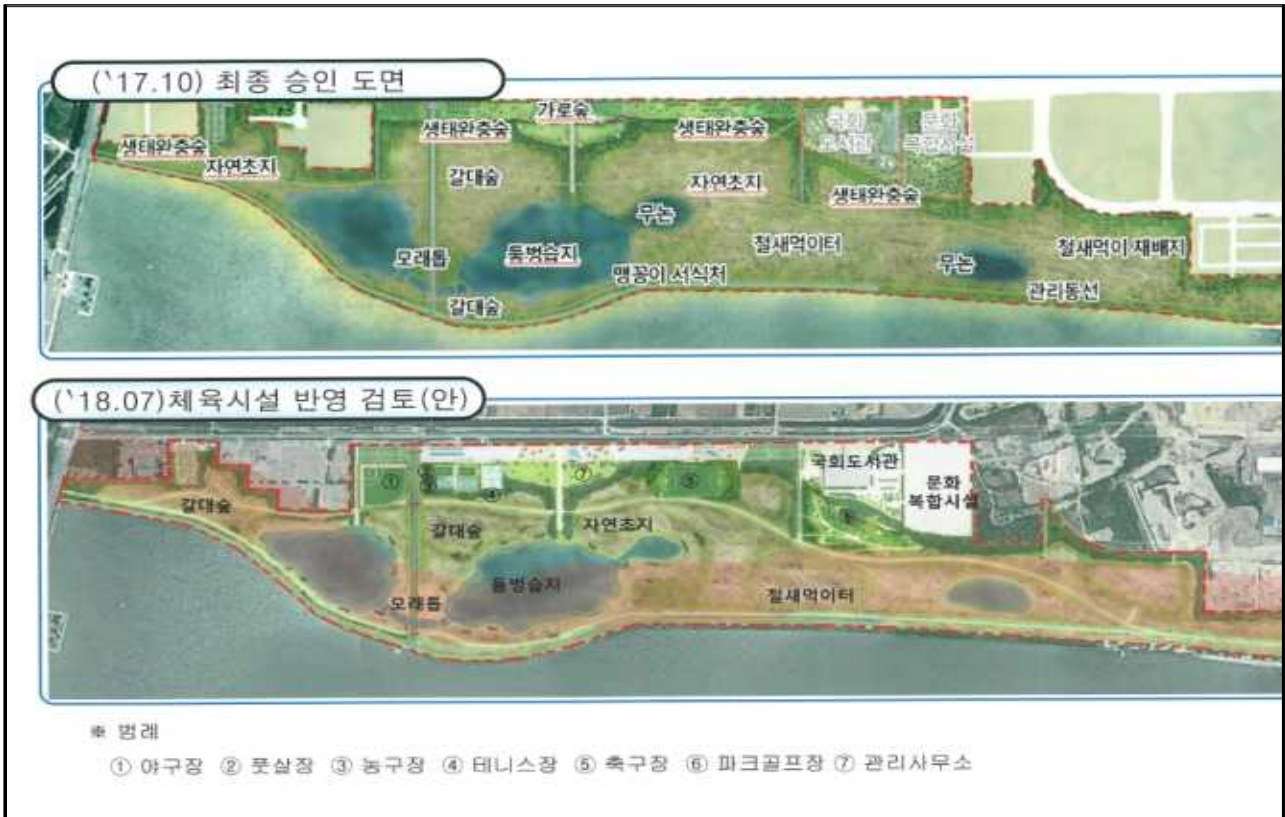 (`17.10) 최종 승인 도면
가로숲
생태완충숲 생태완충숲 국회 도서관 문화 복합시설
생태완충숲
자연초지 갈대숲 자연초지 생태완충숲
무논
모래톱 둠벙습지 철새먹이터 무논 철새먹이 재배지
맹꽁이 서식처
갈대숲 관리동선
(`18.07)체육시설 반영 검토(안)
국회도서관
① ④ ⑦ ⑤ 문화
갈대숲 복합시설
갈대숲 자연초지 ⑥
둠벙습지
모래톱 철새먹이터
※ 범례
① 야구장 ② 풋살장 ③ 농구장 ④ 테니스장 ⑤ 축구장 ⑥ 파크골프장 ⑦ 관리사무소